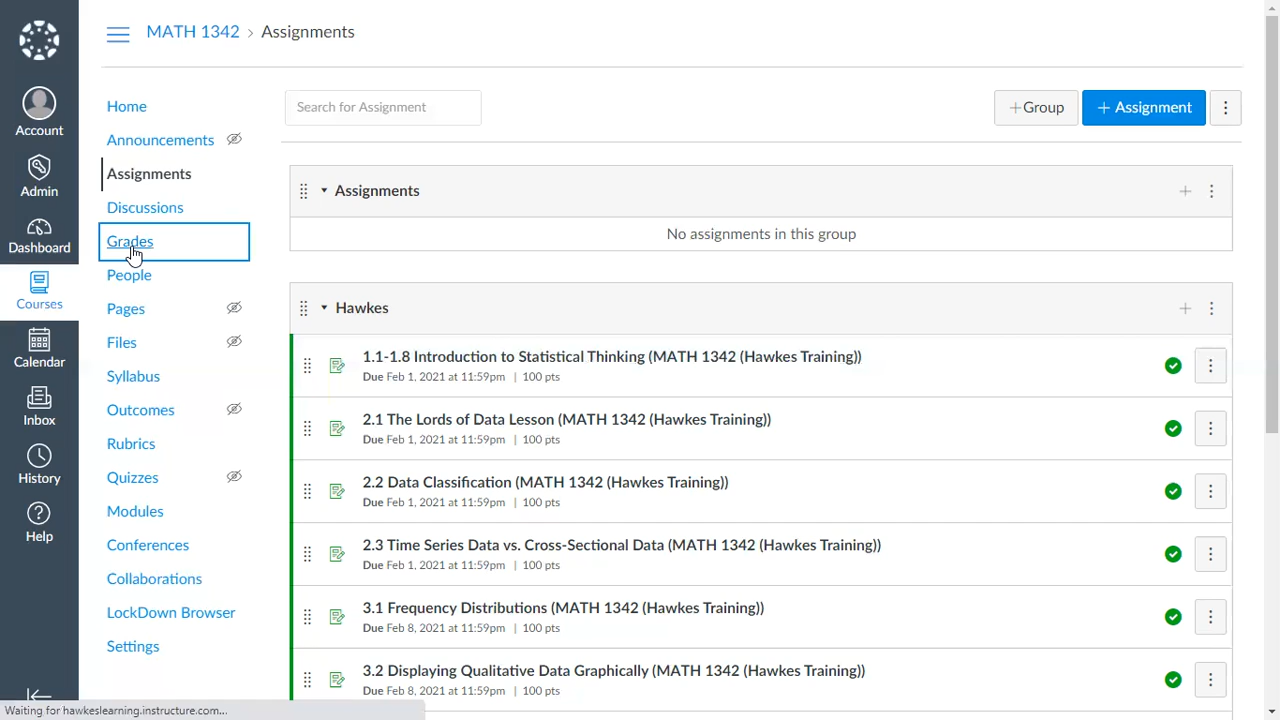 MATH 1342 > Assignments
Account
Admin
Dashboard
Courses
Calendar
Inbox
History
Help
Home
Announcements
Assignments
Discussions
Grades
People
Pages
Files
Syllabus
Outcomes
Rubrics
Quizzes
Modules
Conferences
Collaborations
LockDown Browser
Settings
Search for Assignment
+Group
+ Assignment
Assignments
No assignments in this group
Hawkes
1.1-1.8 Introduction to Statistical Thinking (MATH 1342 (Hawkes Training))
Due Feb 1, 2021 at 11:59pm | 100 pts
2.1 The Lords of Data Lesson (MATH 1342 (Hawkes Training))
Due Feb 1, 2021 at 11:59pm | 100 pts
2.2 Data Classification (MATH 1342 (Hawkes Training))
Due Feb 1, 2021 at 11:59pm | 100 pts
2.3 Time Series Data vs. Cross-Sectional Data (MATH 1342 (Hawkes Training))
Due Feb 1, 2021 at 11:59pm | 100 pts
3.1 Frequency Distributions (MATH 1342 (Hawkes Training))
Due Feb 8, 2021 at 11:59pm | 100 pts
3.2 Displaying Qualitative Data Graphically (MATH 1342 (Hawkes Training))
Due Feb 8, 2021 at 11:59pm | 100 pts
Waiting for hawkeslearning.instructure.com...